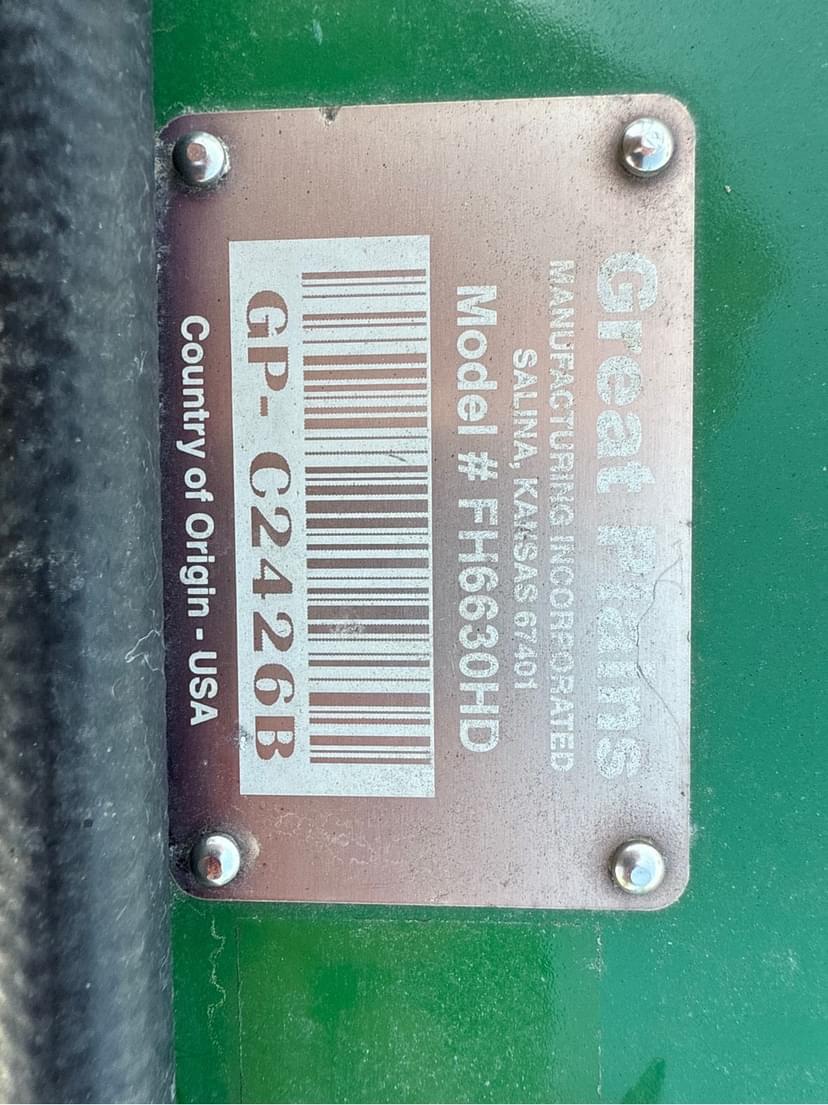 Great Plains
MANUFACTURING INCORPORATED
SALINA, KANSAS 67401
Model # FH6630HD
GP- C2426B
Country of Origin - USA